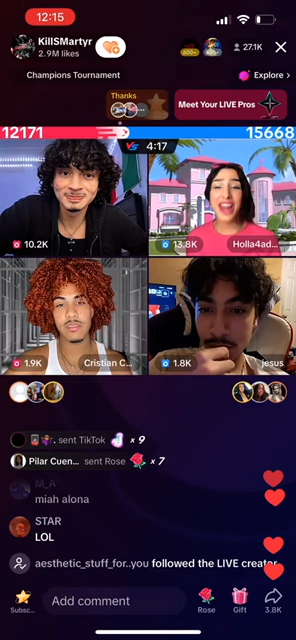 12:15
KillSMartyr
2.9M likes
600+
27.1K
Champions Tournament
Explore >
Thanks
Meet Your LIVE Pros
12171
VS 4:17
15668
10.2K
13.8K Holla4ad...
1.9K Cristian C...
1.8K jesus
sent TikTok x 9
Pilar Cuen... sent Rose x 7
M_A
miah alona
STAR
LOL
aesthetic_stuff_for..you followed the LIVE creator
Subsc...
Add comment
Rose
Gift
3.8K